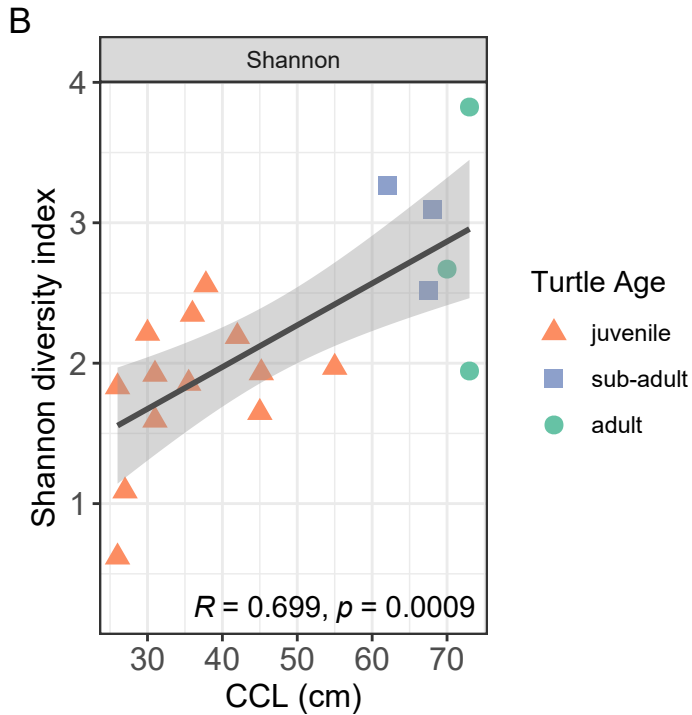 B
Shannon
4
3
2
1
Shannon diversity index
R = 0.699, p = 0.0009
30 40 50 60 70
CCL (cm)
Turtle Age
juvenile
sub-adult
adult